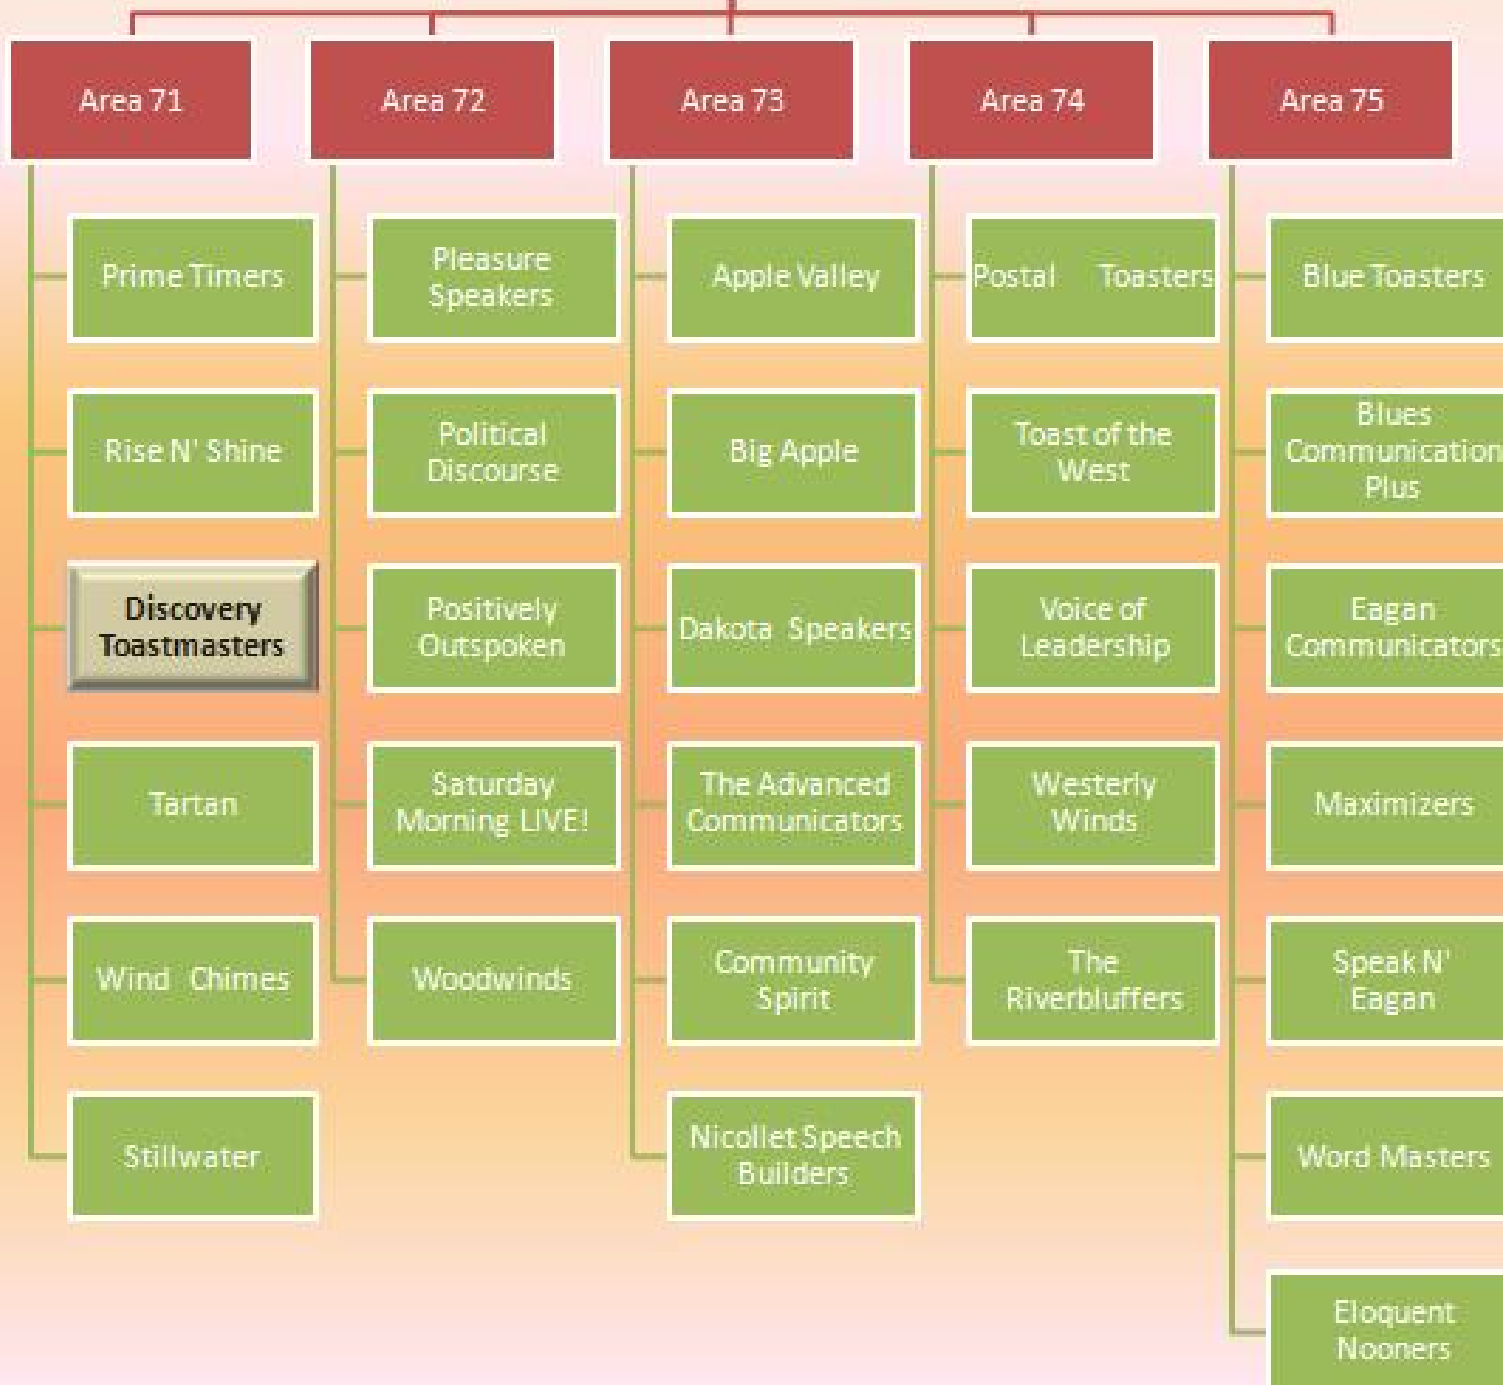 Area 71
Area 72
Area 73
Area 74
Area 75
Prime Timers
Rise N' Shine
Discovery
Toastmasters
Tartan
Wind Chimes
Stillwater
Pleasure
Speakers
Political
Discourse
Positively
Outspoken
Saturday
Morning LIVE!
Woodwinds
Apple Valley
Big Apple
Dakota Speakers
The Advanced
Communicators
Community
Spirit
Nicollet Speech
Builders
Postal Toasters
Toast of the
West
Voice of
Leadership
Westerly
Winds
The
Riverbluffers
Blue Toasters
Blues
Communication
Plus
Eagan
Communicators
Maximizers
Speak N'
Eagan
Word Masters
Eloquent
Nooners